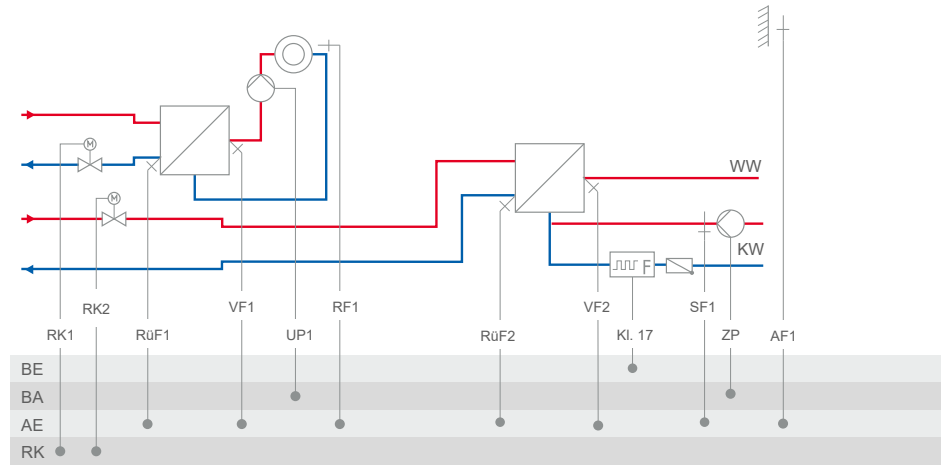 M
M
WW
F
KW
RK1
RK2
RüF1
VF1
UP1
RF1
RüF2
VF2
Kl. 17
SF1
ZP
AF1
BE
BA
AE
RK